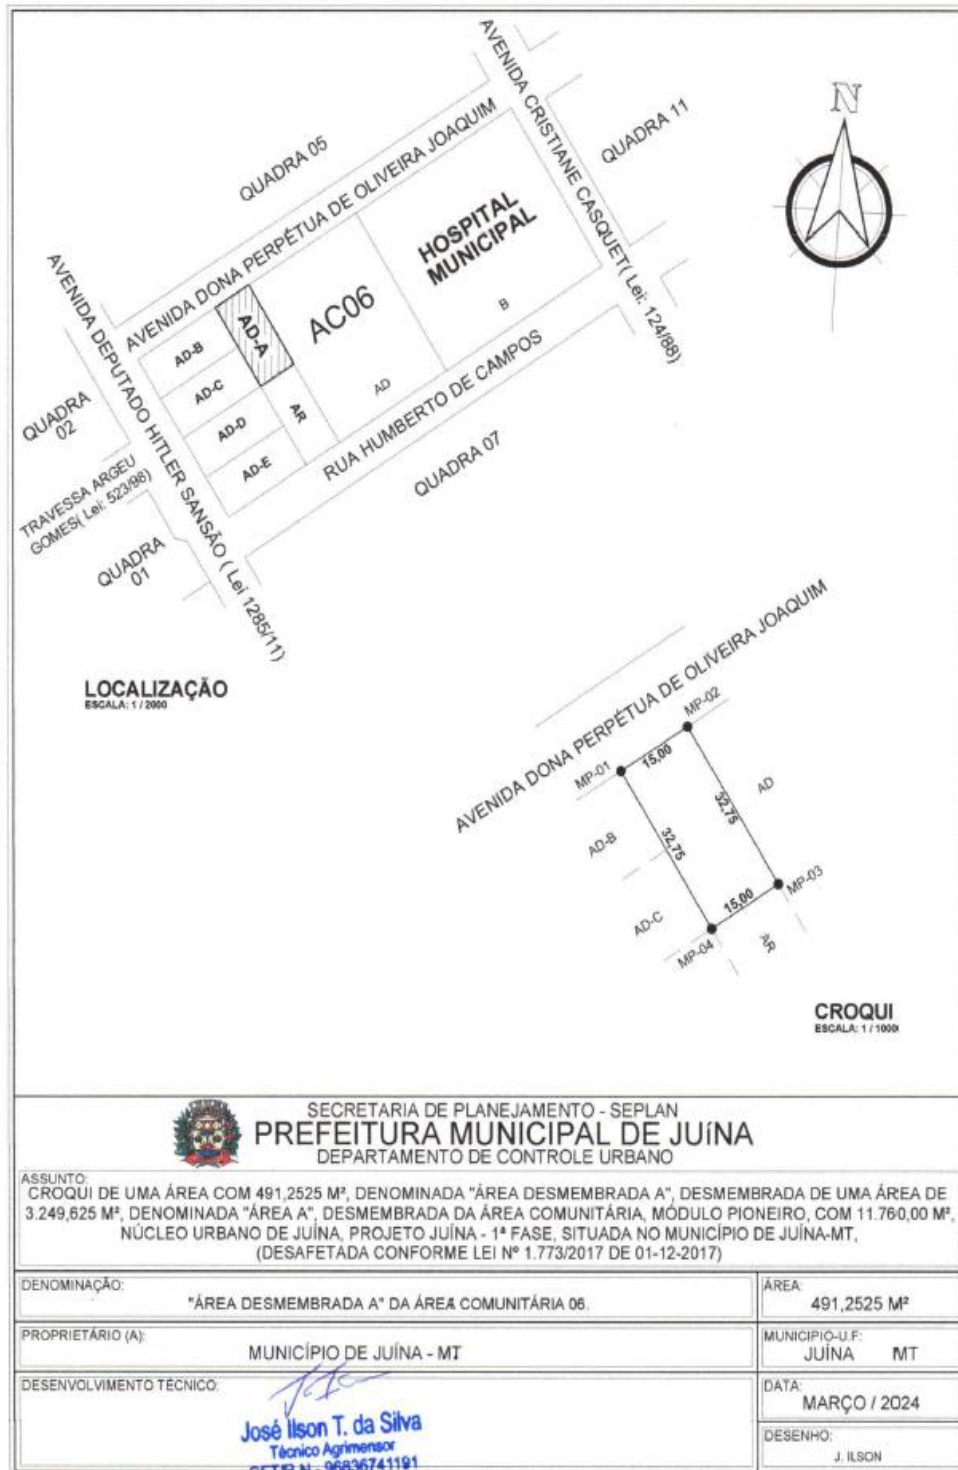 AVENIDA CRISTIANE CASQUET( Lei: 124/88)
N
QUADRA 05
QUADRA 11
AVENIDA DONA PERPÉTUA DE OLIVEIRA JOAQUIM
HOSPITAL
MUNICIPAL
AVENIDA DEPUTADO HITLER SANSÃO ( Lei 1285/11)
AD-A
AC06
B
AD-B
AD-C
AD
AR
AD-D
AD-E
QUADRA
02
RUA HUMBERTO DE CAMPOS
QUADRA 07
TRAVESSA ARGEU
GOMES( Lei: 523/98)
QUADRA
01
LOCALIZAÇÃO
ESCALA: 1 / 2000
AVENIDA DONA PERPÉTUA DE OLIVEIRA JOAQUIM
MP-02
MP-01
15,00
AD
32,75
AD-B
32,75
MP-03
15,00
AD-C
MP-04
AR
CROQUI
ESCALA: 1 / 1000
SECRETARIA DE PLANEJAMENTO - SEPLAN
PREFEITURA MUNICIPAL DE JUíNA
DEPARTAMENTO DE CONTROLE URBANO
ASSUNTO:
CROQUI DE UMA ÁREA COM 491,2525 M², DENOMINADA "ÁREA DESMEMBRADA A", DESMEMBRADA DE UMA ÁREA DE
3.249,625 M², DENOMINADA "ÁREA A", DESMEMBRADA DA ÁREA COMUNITÁRIA, MÓDULO PIONEIRO, COM 11.760,00 M²,
NÚCLEO URBANO DE JUÍNA, PROJETO JUÍNA - 1ª FASE, SITUADA NO MUNICÍPIO DE JUÍNA-MT,
(DESAFETADA CONFORME LEI Nº 1.773/2017 DE 01-12-2017)
DENOMINAÇÃO:
"ÁREA DESMEMBRADA A" DA ÁREA COMUNITÁRIA 06.
ÁREA:
491,2525 M²
PROPRIETÁRIO (A):
MUNICÍPIO DE JUÍNA - MT
MUNICIPIO-U.F:
JUÍNA MT
DESENVOLVIMENTO TÉCNICO:
José Ilson T. da Silva
Técnico Agrimensor
96836741191
DATA:
MARÇO / 2024
DESENHO:
J. ILSON